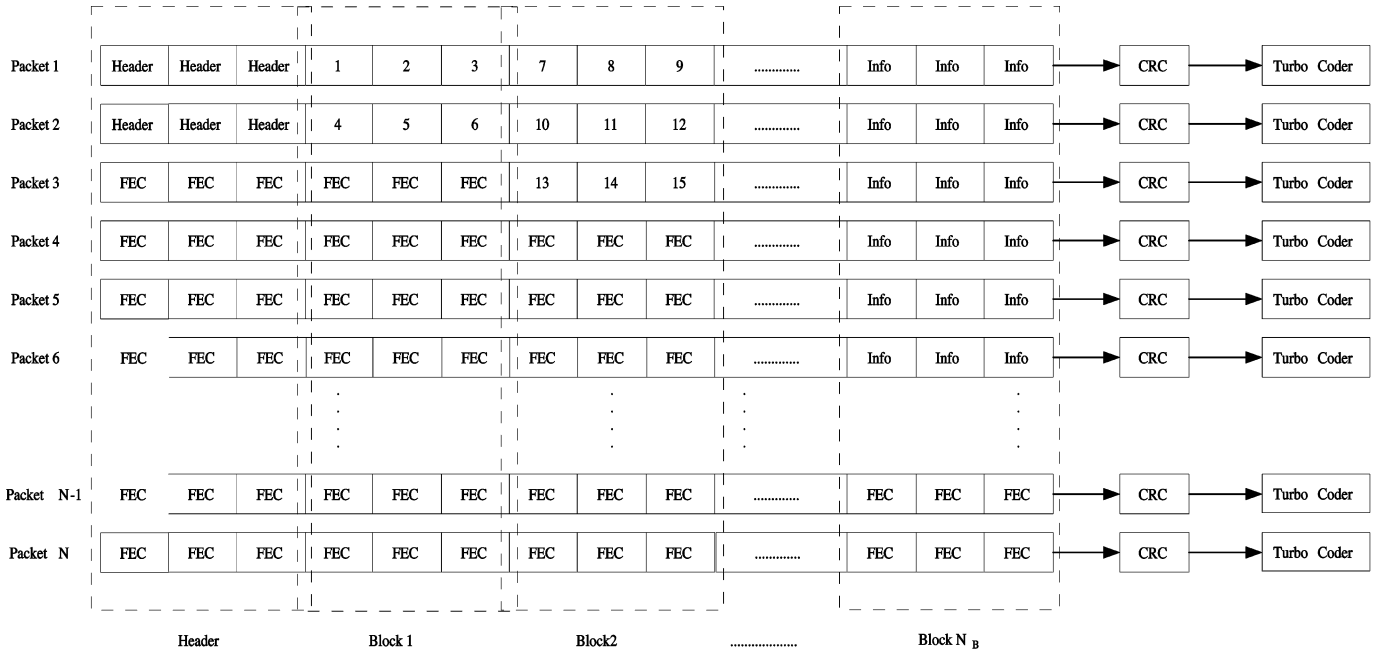 Packet 1 Header Header Header 1 2 3 7 8 9 ............. Info Info Info CRC Turbo Coder
Packet 2 Header Header Header 4 5 6 10 11 12 ............. Info Info Info CRC Turbo Coder
Packet 3 FEC FEC FEC FEC FEC FEC 13 14 15 ............. Info Info Info CRC Turbo Coder
Packet 4 FEC FEC FEC FEC FEC FEC FEC FEC FEC ............. Info Info Info CRC Turbo Coder
Packet 5 FEC FEC FEC FEC FEC FEC FEC FEC FEC ............. Info Info Info CRC Turbo Coder
Packet 6 FEC FEC FEC FEC FEC FEC FEC FEC FEC ............. Info Info Info CRC Turbo Coder
Packet N-1 FEC FEC FEC FEC FEC FEC FEC FEC FEC ............. FEC FEC FEC CRC Turbo Coder
Packet N FEC FEC FEC FEC FEC FEC FEC FEC FEC ............. FEC FEC FEC CRC Turbo Coder
Header Block 1 Block2 .................. Block N B